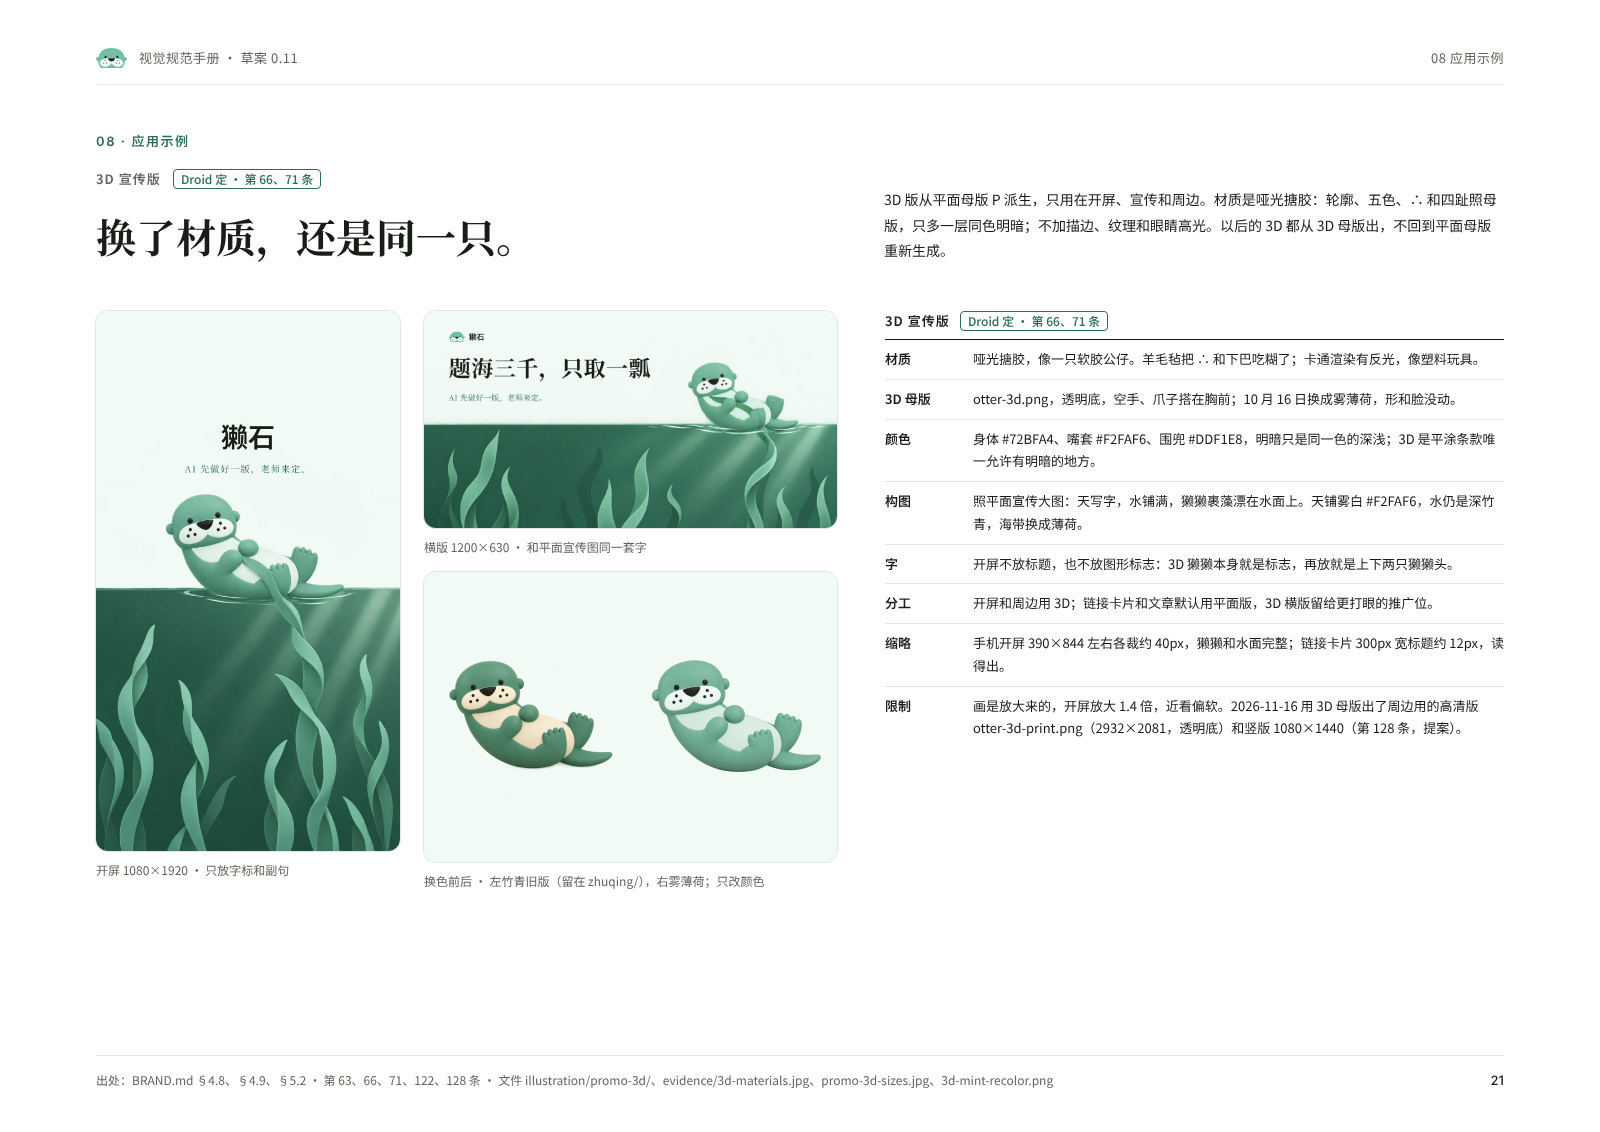 视觉规范手册 · 草案 0.11
08 应用示例
08 · 应用示例
3D 宣传版 Droid 定 · 第 66、71 条
换了材质，还是同一只。
3D 版从平面母版 P 派生，只用在开屏、宣传和周边。材质是哑光搪胶：轮廓、五色、∴ 和四趾照母
版，只多一层同色明暗；不加描边、纹理和眼睛高光。以后的 3D 都从 3D 母版出，不回到平面母版
重新生成。
獭石
AI 先做好一版，老师来定。
开屏 1080×1920 · 只放字标和副句
獭石
题海三千，只取一瓢
AI 先做好一版，老师来定。
横版 1200×630 · 和平面宣传图同一套字
换色前后 · 左竹青旧版（留在 zhuqing/），右雾薄荷；只改颜色
3D 宣传版 Droid 定 · 第 66、71 条
材质 哑光搪胶，像一只软胶公仔。羊毛毡把 ∴ 和下巴吃糊了；卡通渲染有反光，像塑料玩具。
3D 母版 otter-3d.png，透明底，空手、爪子搭在胸前；10 月 16 日换成雾薄荷，形和脸没动。
颜色 身体 #72BFA4、嘴套 #F2FAF6、围兜 #DDF1E8，明暗只是同一色的深浅；3D 是平涂条款唯
一允许有明暗的地方。
构图 照平面宣传大图：天写字，水铺满，獭獭裹藻漂在水面上。天铺雾白 #F2FAF6，水仍是深竹
青，海带换成薄荷。
字 开屏不放标题，也不放图形标志：3D 獭獭本身就是标志，再放就是上下两只獭獭头。
分工 开屏和周边用 3D；链接卡片和文章默认用平面版，3D 横版留给更打眼的推广位。
缩略 手机开屏 390×844 左右各裁约 40px，獭獭和水面完整；链接卡片 300px 宽标题约 12px，读
得出。
限制 画是放大来的，开屏放大 1.4 倍，近看偏软。2026-11-16 用 3D 母版出了周边用的高清版
otter-3d-print.png（2932×2081，透明底）和竖版 1080×1440（第 128 条，提案）。
出处：BRAND.md §4.8、§4.9、§5.2 · 第 63、66、71、122、128 条 · 文件 illustration/promo-3d/、evidence/3d-materials.jpg、promo-3d-sizes.jpg、3d-mint-recolor.png
21